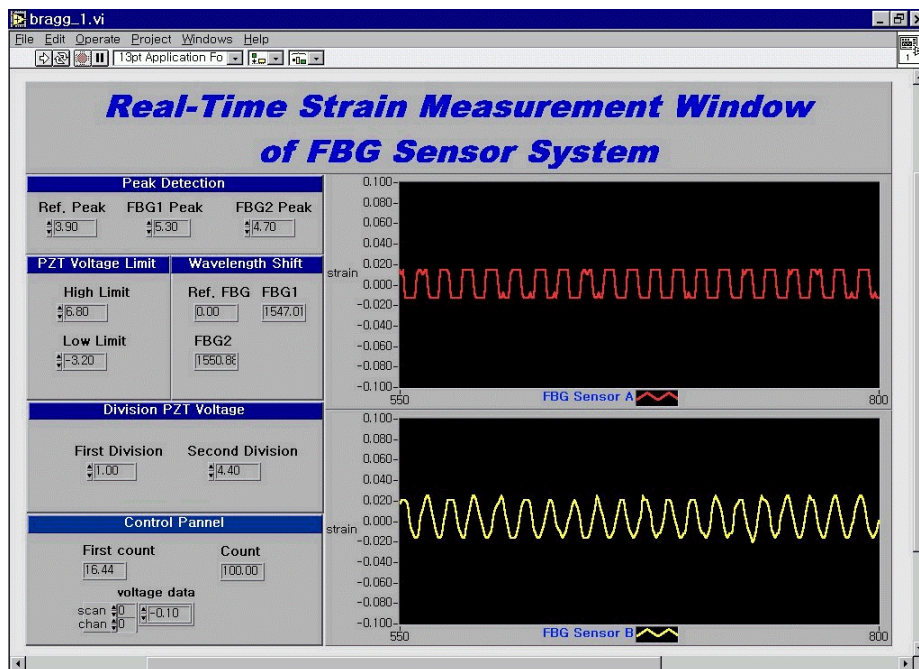 bragg_1.vi
File Edit Operate Project Windows Help
13pt Application Fo
1
Real-Time Strain Measurement Window
of FBG Sensor System
Peak Detection
Ref. Peak FBG1 Peak FBG2 Peak
3.90 5.30 4.70
PZT Voltage Limit Wavelength Shift
High Limit Ref. FBG FBG1
6.80 0.00 1547.01
Low Limit FBG2
-3.20 1550.88
Division PZT Voltage
First Division Second Division
1.00 4.40
Control Pannel
First count Count
16.44 100.00
voltage data
scan 0 -0.10
chan 0
0.100-
0.080-
0.060-
0.040-
0.020-
strain
0.000-
-0.020-
-0.040-
-0.060-
-0.080-
-0.100-
550 FBG Sensor A 800
0.100-
0.080-
0.060-
0.040-
0.020-
0.000-
strain
-0.020-
-0.040-
-0.060-
-0.080-
-0.100-
550 FBG Sensor B 800